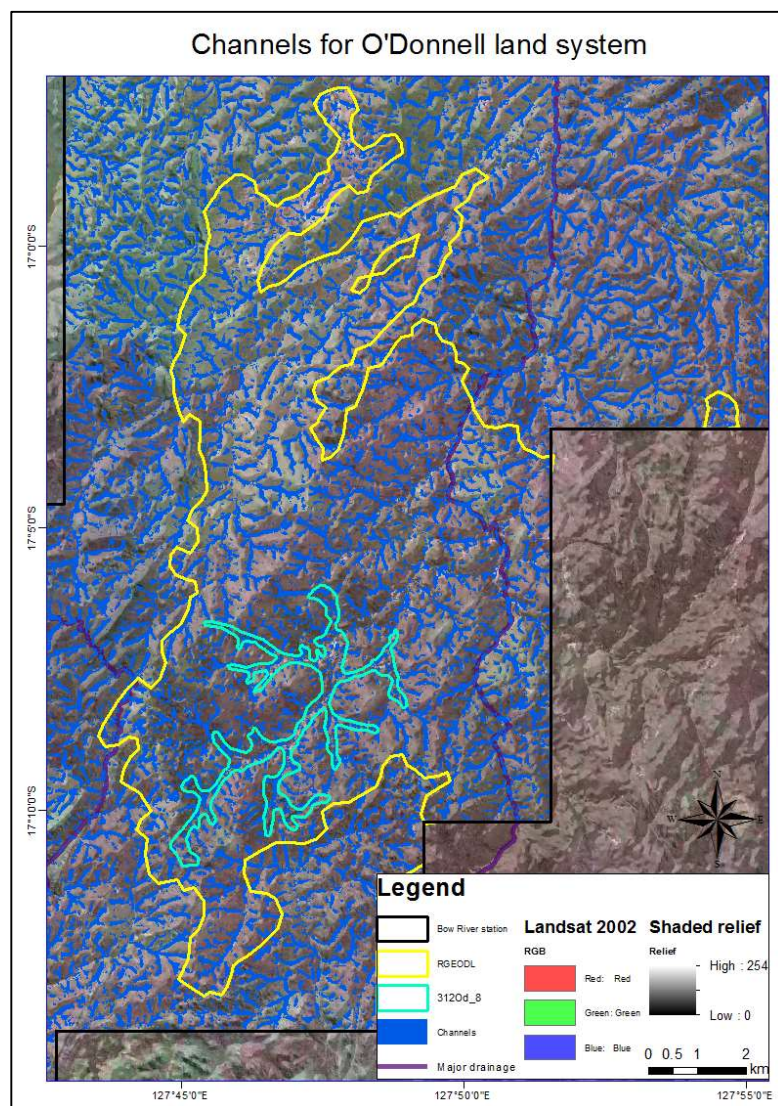 Channels for O'Donnell land system
17°0'0"S
17°5'0"S
17°10'0"S
N
W
E
S
Legend
Bow River station
RGEODL
312Od_8
Channels
Major drainage
Landsat 2002
RGB
Red: Red
Green: Green
Blue: Blue
Shaded relief
Relief
High : 254
Low : 0
0 0.5 1 2
km
127°45'0"E
127°50'0"E
127°55'0"E